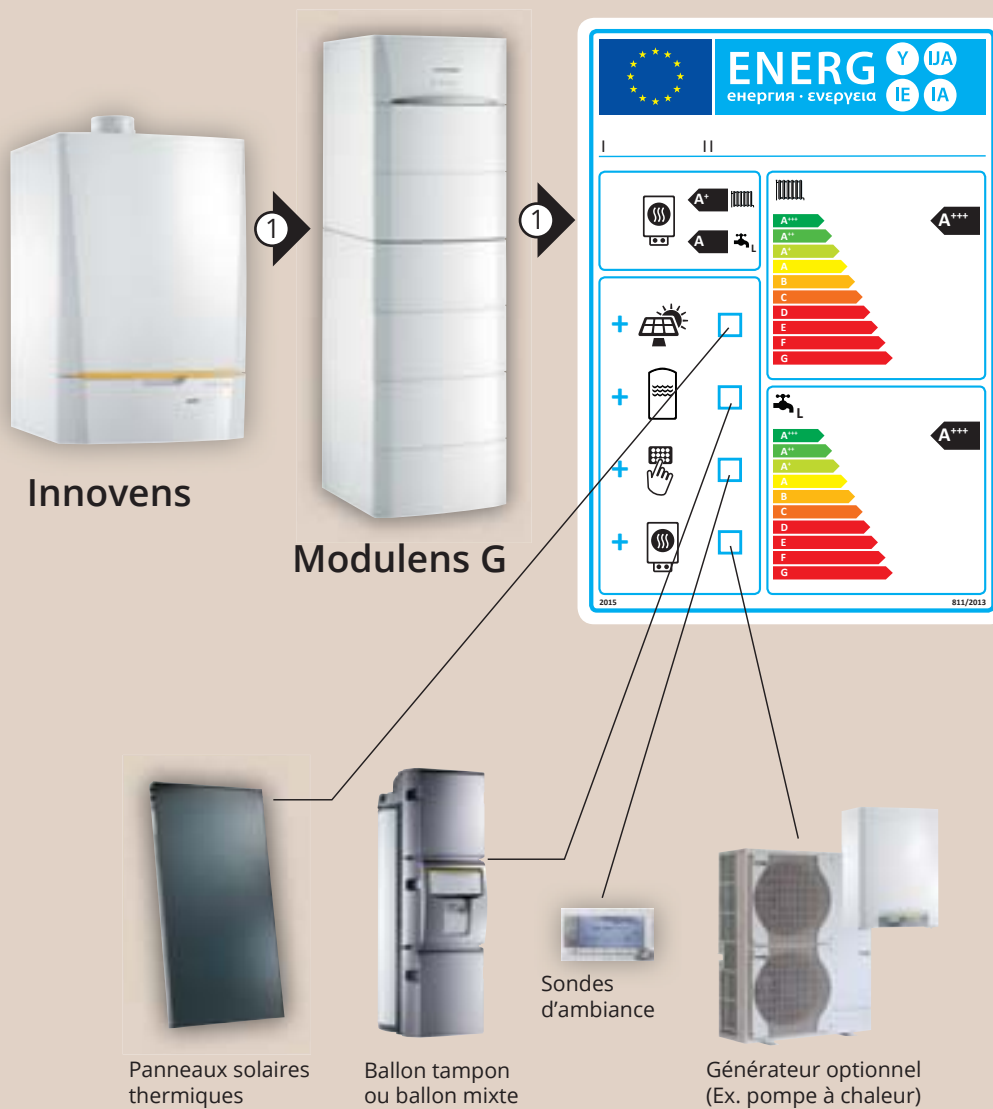 ENERG
енергия · ενεργεια
Y
IJA
IE
IA
I
II
1
1
A+
A
L
A+++
A++
A+
A
B
C
D
E
F
G
A+++
L
A+++
A++
A+
A
B
C
D
E
F
G
A+++
2015
811/2013
Innovens
Modulens G
Panneaux solaires
thermiques
Ballon tampon
ou ballon mixte
Sondes
d'ambiance
Générateur optionnel
(Ex. pompe à chaleur)